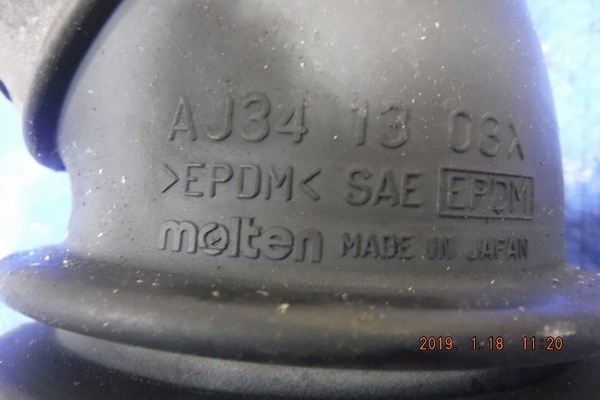 AJ34 13 03X
>EPDM< SAE EPDM
molten MADE IN JAPAN
2019. 1.18 11:20